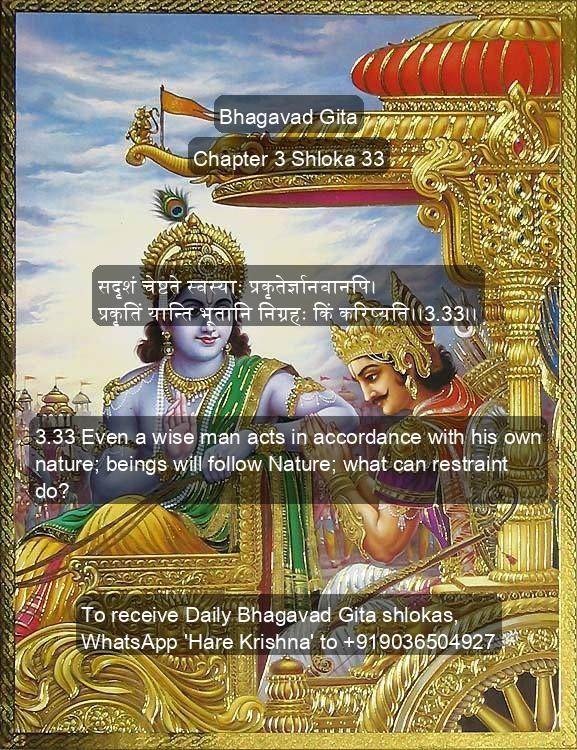 Bhagavad Gita
Chapter 3 Shloka 33
सदृशं चेष्टते स्वस्याः प्रकृतेर्ज्ञानवानपि।
प्रकृतिं यान्ति भूतानि निग्रहः किं करिष्यति।।3.33।।
3.33 Even a wise man acts in accordance with his own
nature; beings will follow Nature; what can restraint
do?
To receive Daily Bhagavad Gita shlokas,
WhatsApp 'Hare Krishna' to +919036504927